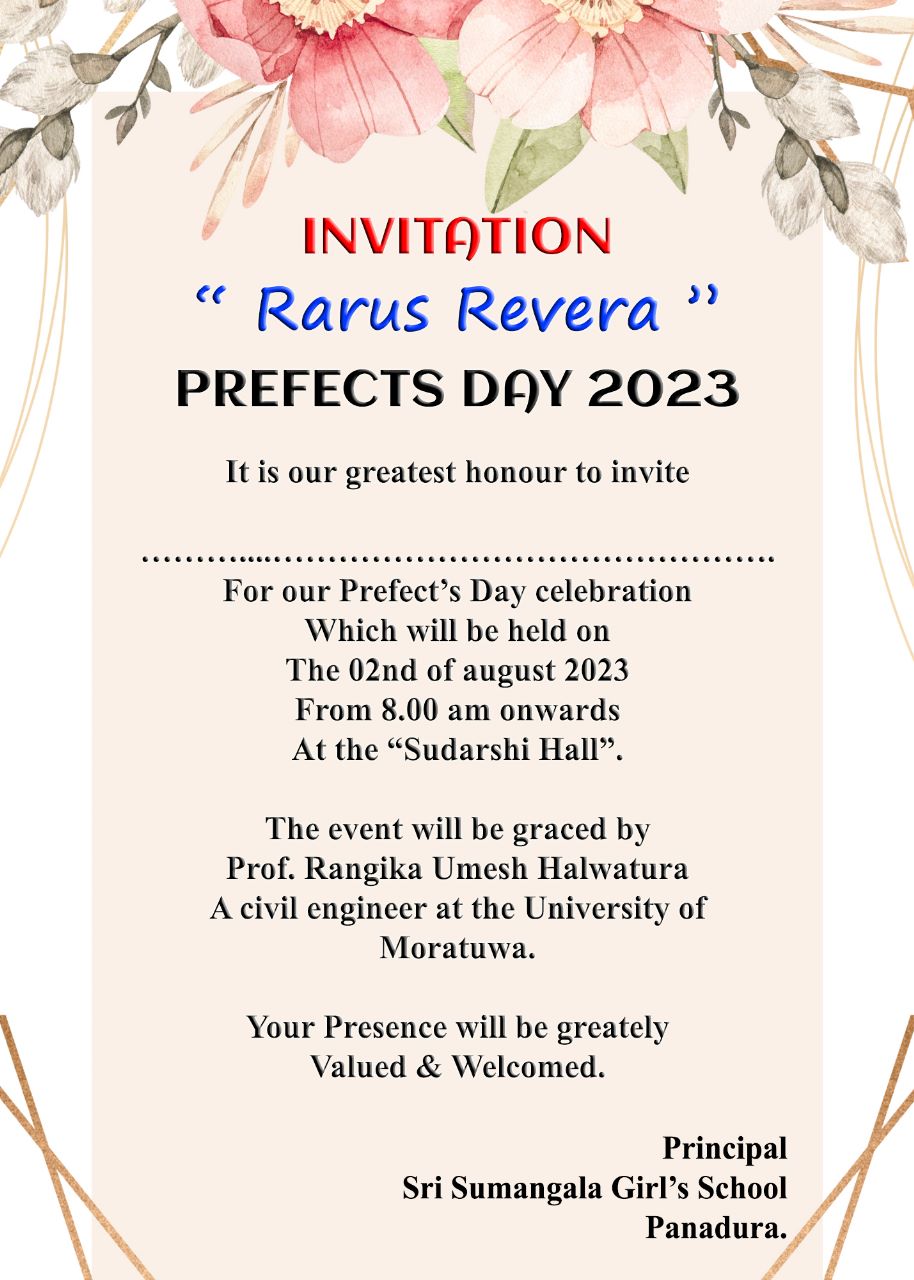 INVITATION
“ Rarus Revera ”
PREFECTS DAY 2023
It is our greatest honour to invite
………....……………………………………….
For our Prefect’s Day celebration
Which will be held on
The 02nd of august 2023
From 8.00 am onwards
At the “Sudarshi Hall”.
The event will be graced by
Prof. Rangika Umesh Halwatura
A civil engineer at the University of
Moratuwa.
Your Presence will be greately
Valued & Welcomed.
Principal
Sri Sumangala Girl’s School
Panadura.